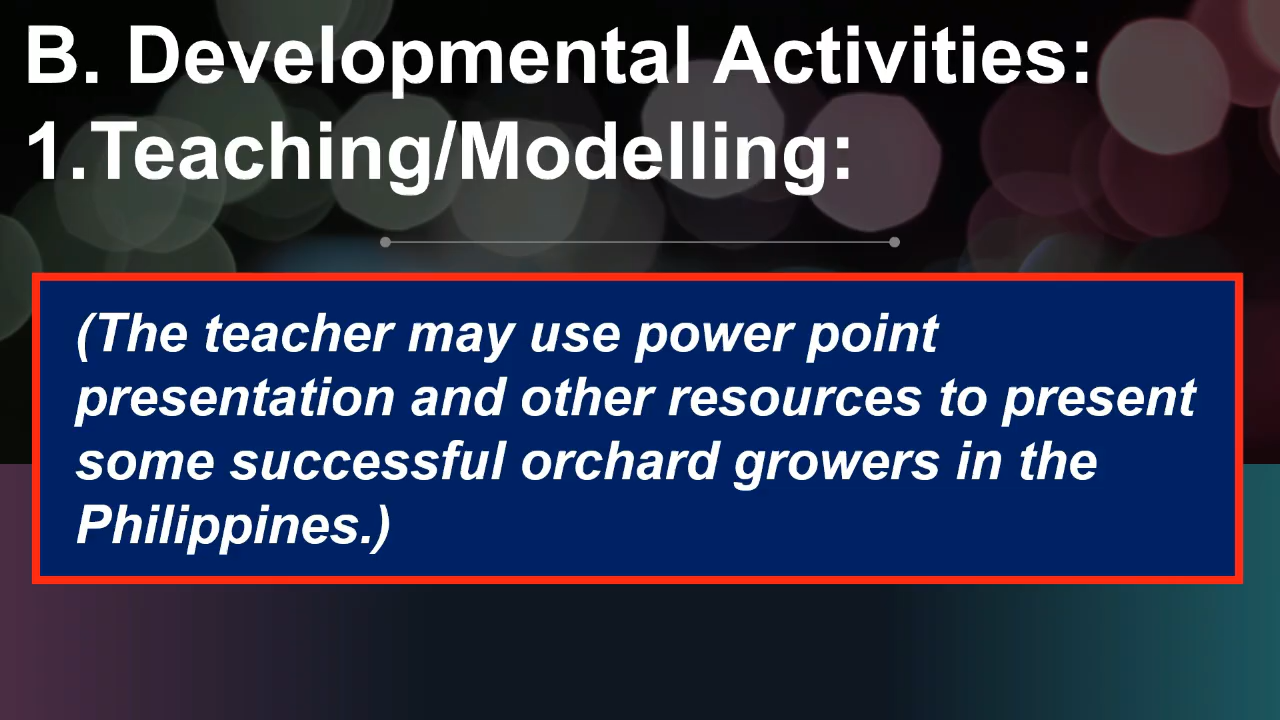 B. Developmental Activities:
1.Teaching/Modelling:
(The teacher may use power point
presentation and other resources to present
some successful orchard growers in the
Philippines.)